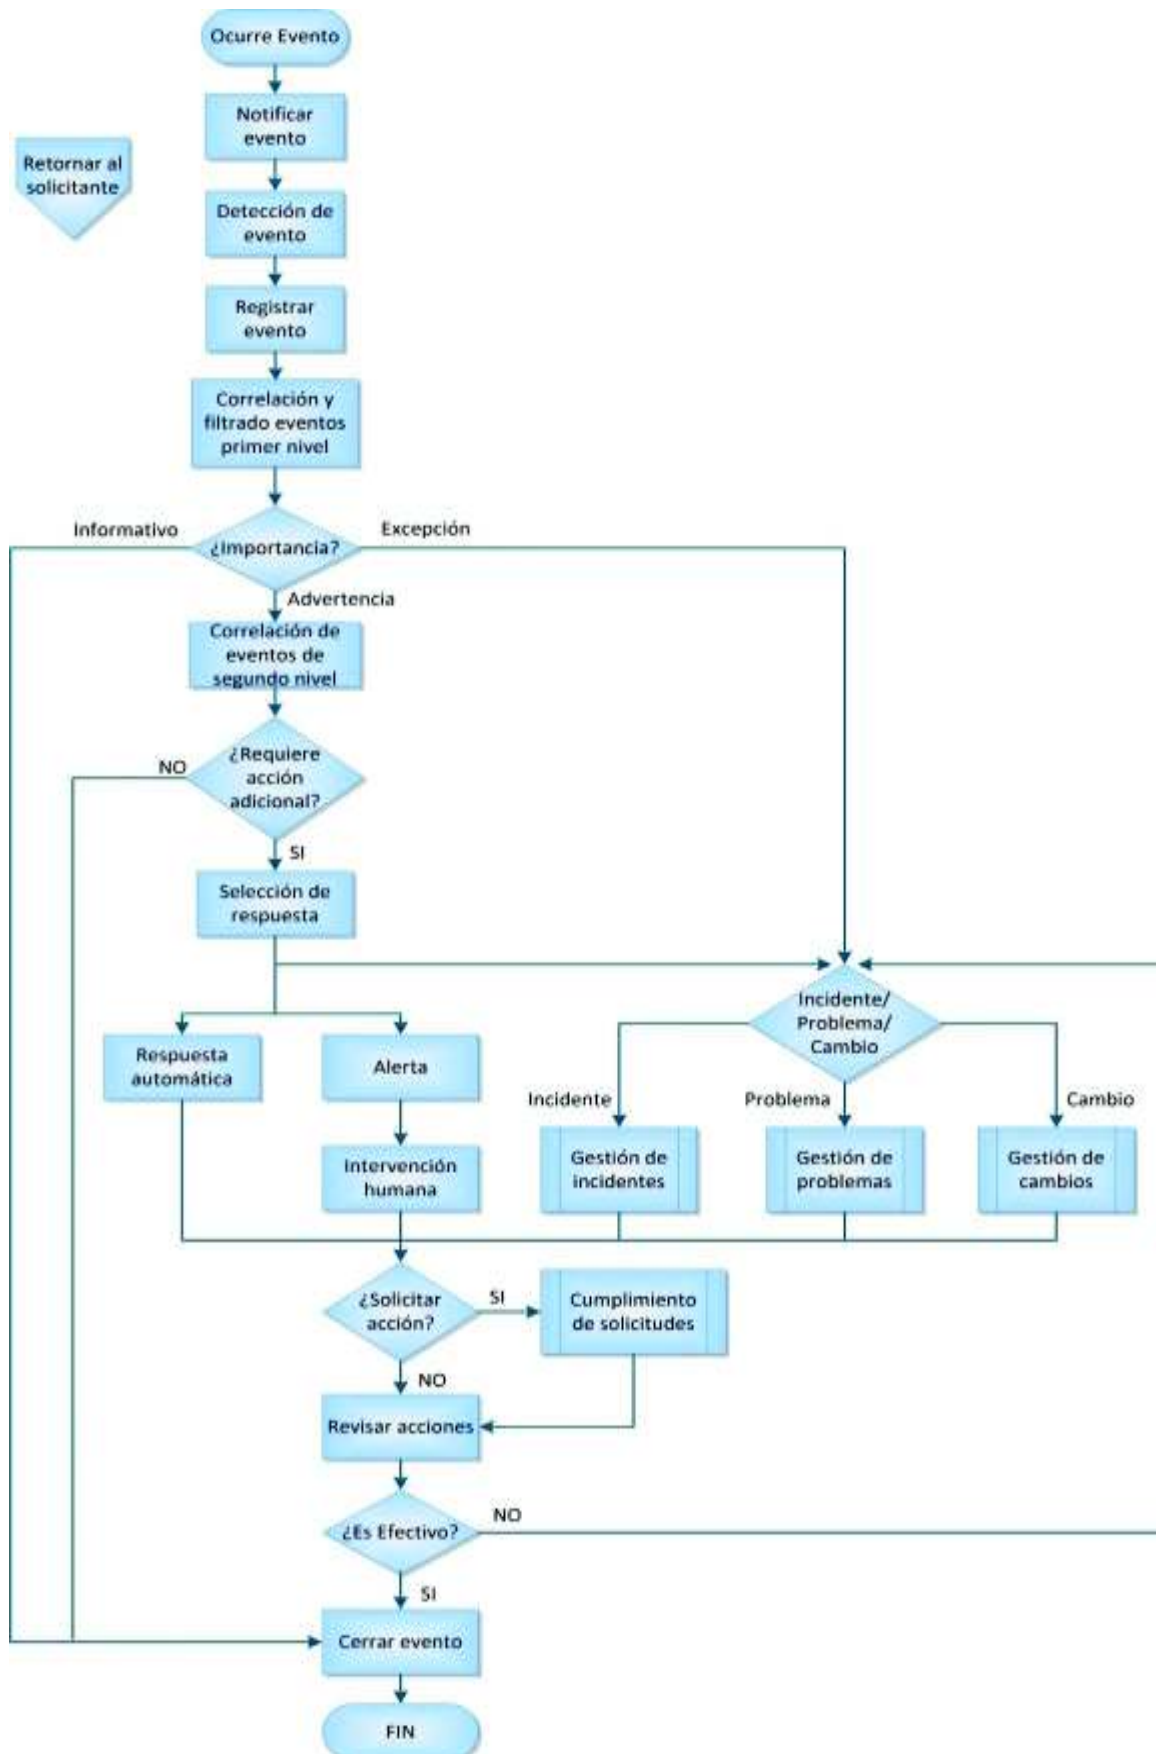 Ocurre Evento
Notificar
evento
Retornar al
solicitante
Detección de
evento
Registrar
evento
Correlación y
filtrado eventos
primer nivel
Informativo
Excepción
¿Importancia?
Advertencia
Correlación de
eventos de
segundo nivel
¿Requiere
acción
adicional?
NO
SI
Selección de
respuesta
Incidente/
Problema/
Cambio
Respuesta
automática
Alerta
Incidente
Problema
Cambio
Intervención
humana
Gestión de
incidentes
Gestión de
problemas
Gestión de
cambios
¿Solicitar
acción?
SI
Cumplimiento
de solicitudes
NO
Revisar acciones
¿Es Efectivo?
NO
SI
Cerrar evento
FIN